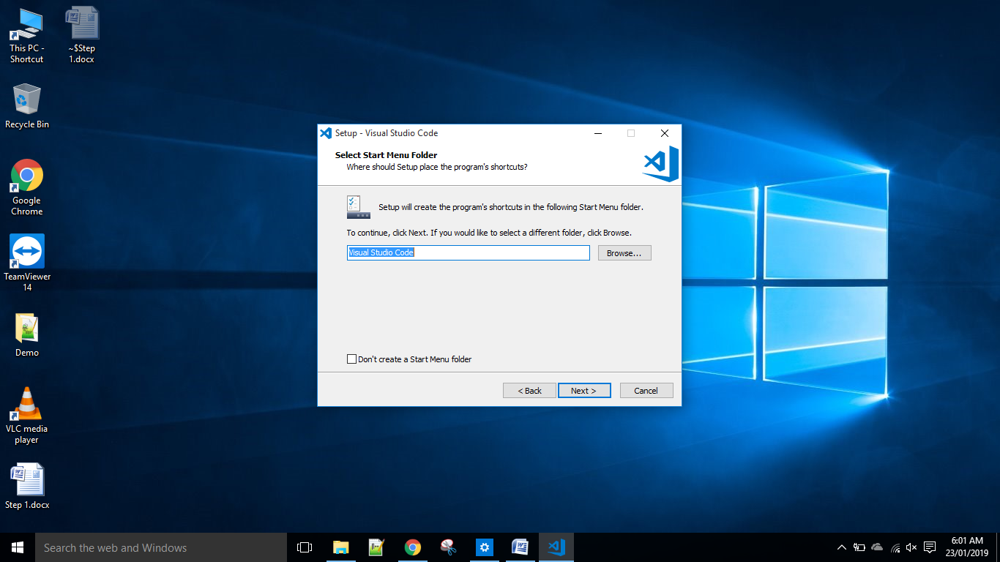 This PC -
Shortcut
~$Step
1.docx
Recycle Bin
Google
Chrome
TeamViewer
14
Demo
VLC media
player
Step 1.docx
Setup - Visual Studio Code
Select Start Menu Folder
Where should Setup place the program's shortcuts?
Setup will create the program's shortcuts in the following Start Menu folder.
To continue, click Next. If you would like to select a different folder, click Browse.
Visual Studio Code
Browse...
Don't create a Start Menu folder
< Back
Next >
Cancel
Search the web and Windows
6:01 AM
23/01/2019